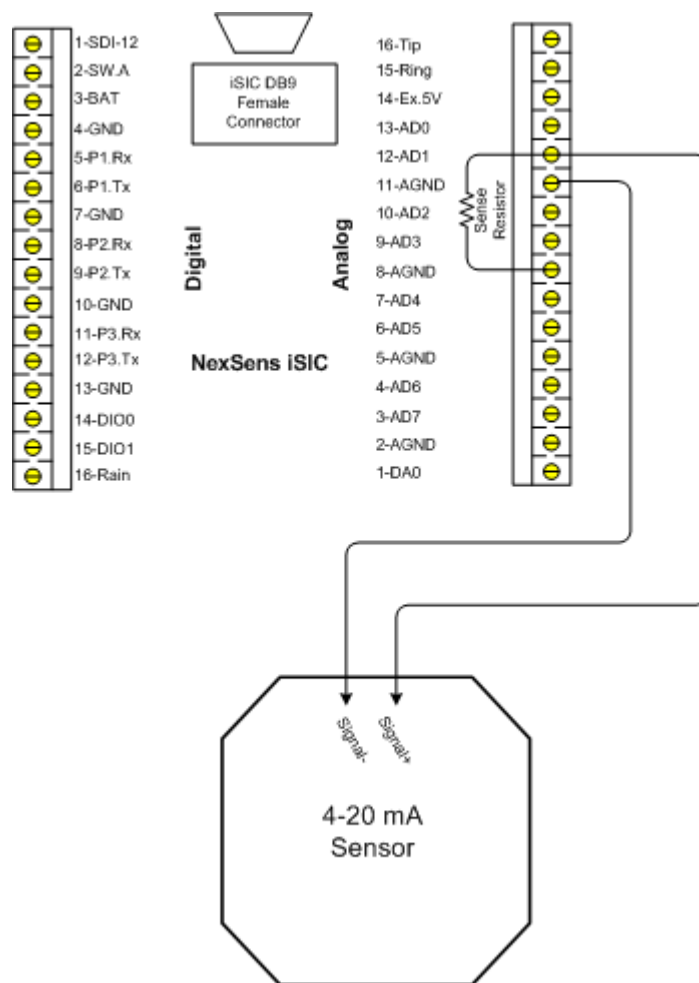 1-SDI-12
2-SW.A
3-BAT
4-GND
5-P1.Rx
6-P1.Tx
7-GND
8-P2.Rx
9-P2.Tx
10-GND
11-P3.Rx
12-P3.Tx
13-GND
14-DIO0
15-DIO1
16-Rain
iSIC DB9
Female
Connector
Digital
Analog
NexSens iSIC
16-Tip
15-Ring
14-Ex.5V
13-AD0
12-AD1
11-AGND
10-AD2
9-AD3
8-AGND
7-AD4
6-AD5
5-AGND
4-AD6
3-AD7
2-AGND
1-DA0
Sense
Resistor
Signal-
Signal+
4-20 mA
Sensor